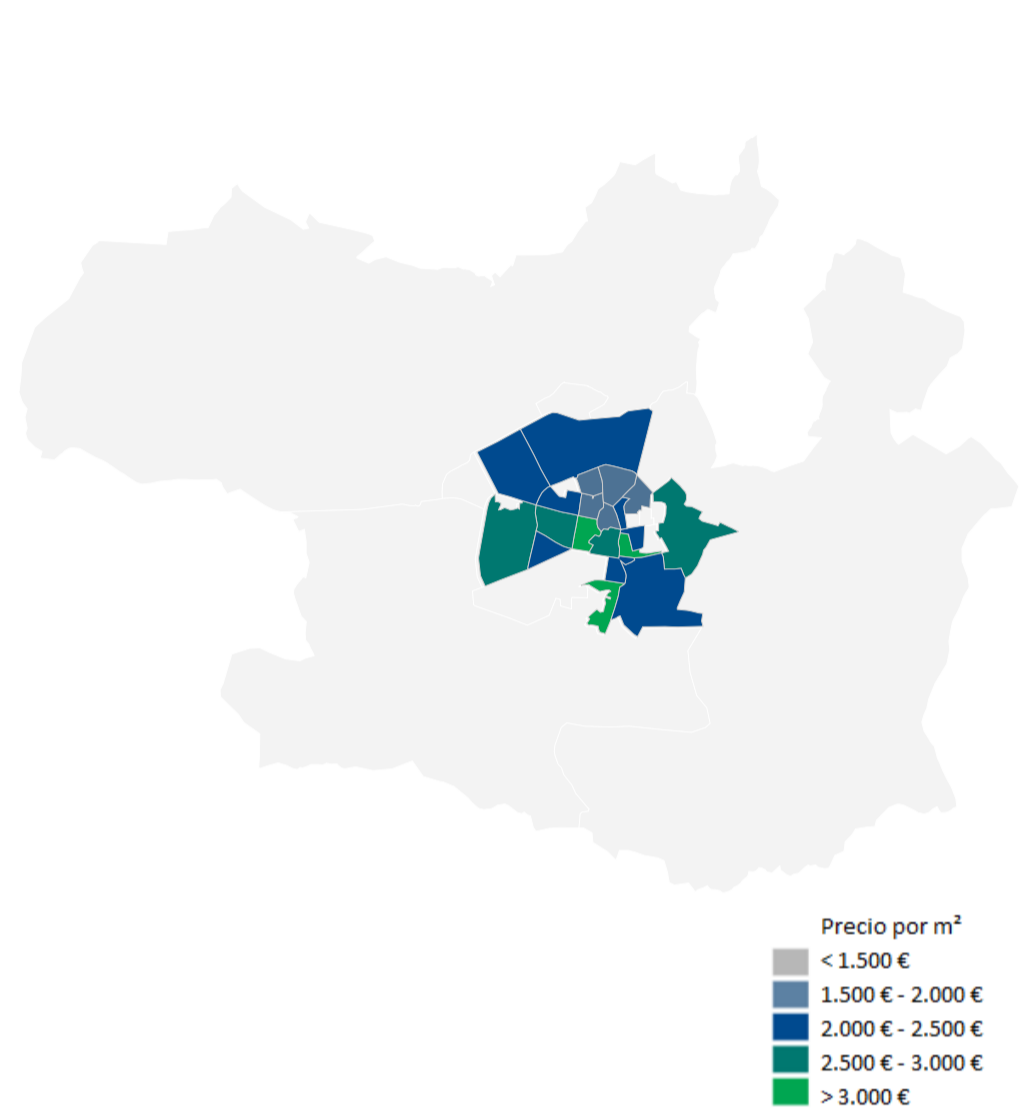 Precio por m²
< 1.500 €
1.500 € - 2.000 €
2.000 € - 2.500 €
2.500 € - 3.000 €
> 3.000 €